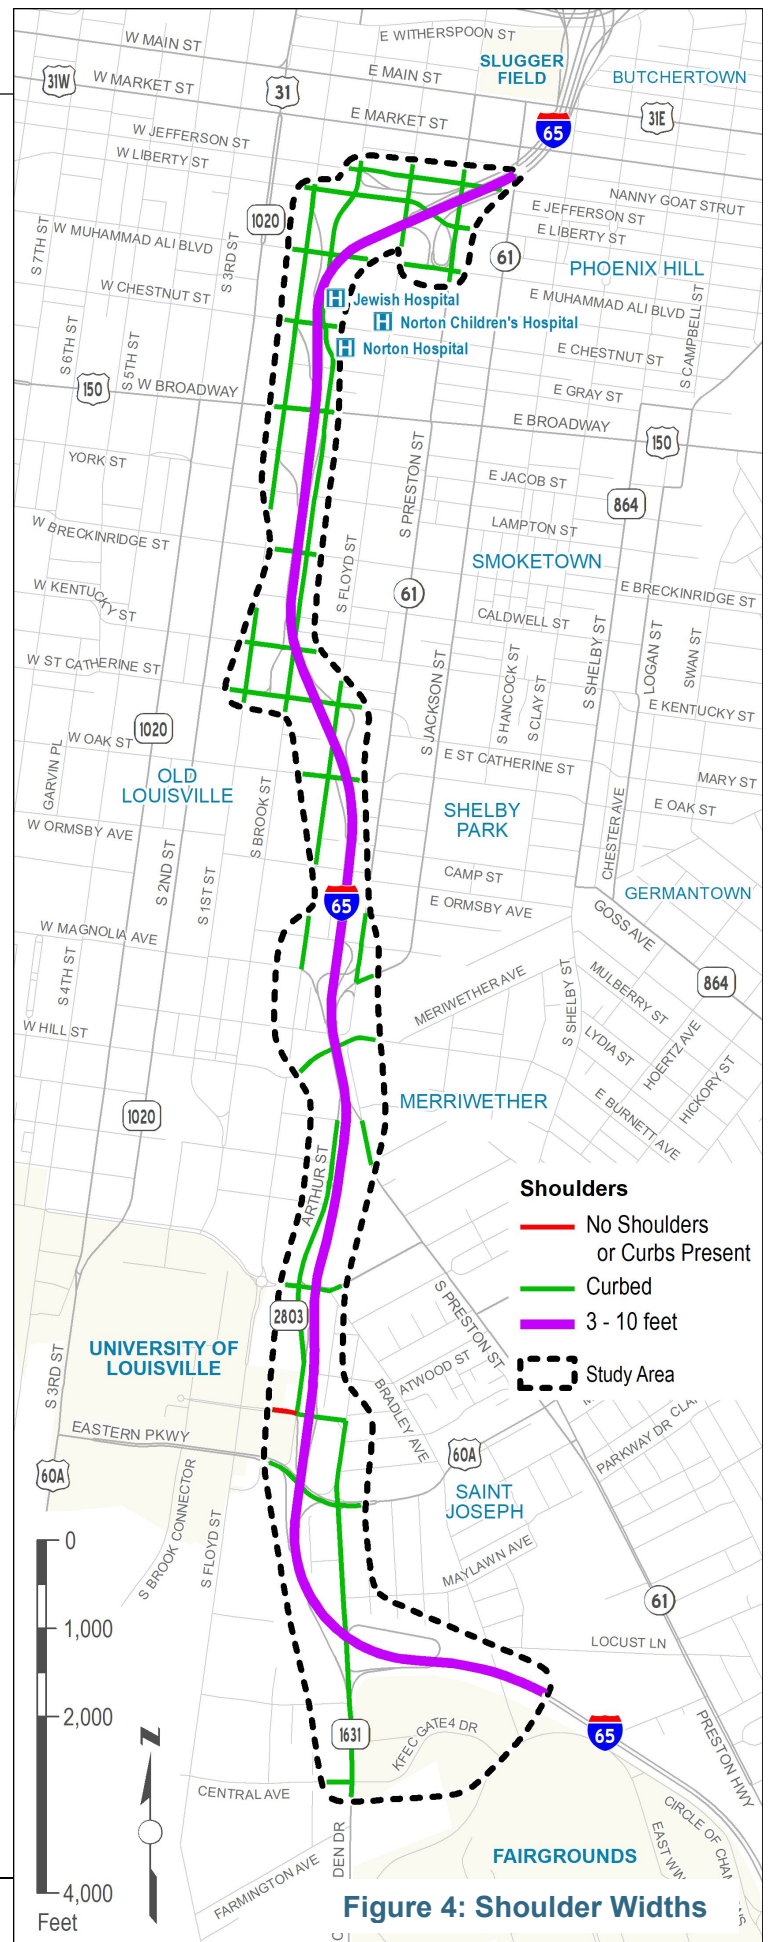 W MAIN ST
E WITHERSPOON ST
SLUGGER
FIELD
BUTCHERTOWN
31W
W MARKET ST
31
E MAIN ST
E MARKET ST
31E
65
W JEFFERSON ST
W LIBERTY ST
NANNY GOAT STRUT
E JEFFERSON ST
E LIBERTY ST
1020
S 7TH ST
W MUHAMMAD ALI BLVD
S 3RD ST
61
PHOENIX HILL
W CHESTNUT ST
H Jewish Hospital
E MUHAMMAD ALI BLVD
S CAMPBELL ST
H Norton Children's Hospital
H Norton Hospital
S 6TH ST
S 5TH ST
E CHESTNUT ST
150
W BROADWAY
E GRAY ST
E BROADWAY
150
YORK ST
S PRESTON ST
E JACOB ST
864
LAMPTON ST
W BRECKINRIDGE ST
S FLOYD ST
SMOKETOWN
W KENTUCKY ST
61
E BRECKINRIDGE ST
CALDWELL ST
W ST CATHERINE ST
S JACKSON ST
S HANCOCK ST
S CLAY ST
S SHELBY ST
LOGAN ST
SWAN ST
E KENTUCKY ST
1020
W OAK ST
GARVIN PL
OLD
LOUISVILLE
E ST CATHERINE ST
MARY ST
E OAK ST
S BROOK ST
SHELBY
PARK
CHESTER AVE
W ORMSBY AVE
S 2ND ST
S 1ST ST
CAMP ST
E ORMSBY AVE
GERMANTOWN
65
GOSS AVE
W MAGNOLIA AVE
S 4TH ST
MERIWETHER AVE
S SHELBY ST
MULBERRY ST
864
W HILL ST
LYDIA ST
HOERTZ AVE
HICKORY ST
1020
MERRIWETHER
E BURNETT AVE
ARTHUR ST
Shoulders
No Shoulders
or Curbs Present
Curbed
3 - 10 feet
Study Area
2803
S PRESTON ST
UNIVERSITY OF
LOUISVILLE
S 3RD ST
ATWOOD ST
BRADLEY AVE
EASTERN PKWY
60A
60A
PARKWAY DR
SAINT
JOSEPH
S BROOK CONNECTOR
S FLOYD ST
MAYLAWN AVE
0
61
1,000
LOCUST LN
2,000
1631
KFEC GATE4 DR
65
PRESTON HWY
Z
CENTRAL AVE
CIRCLE OF
FAIRGROUNDS
FARMINGTON AVE
4,000
Feet
Figure 4: Shoulder Widths